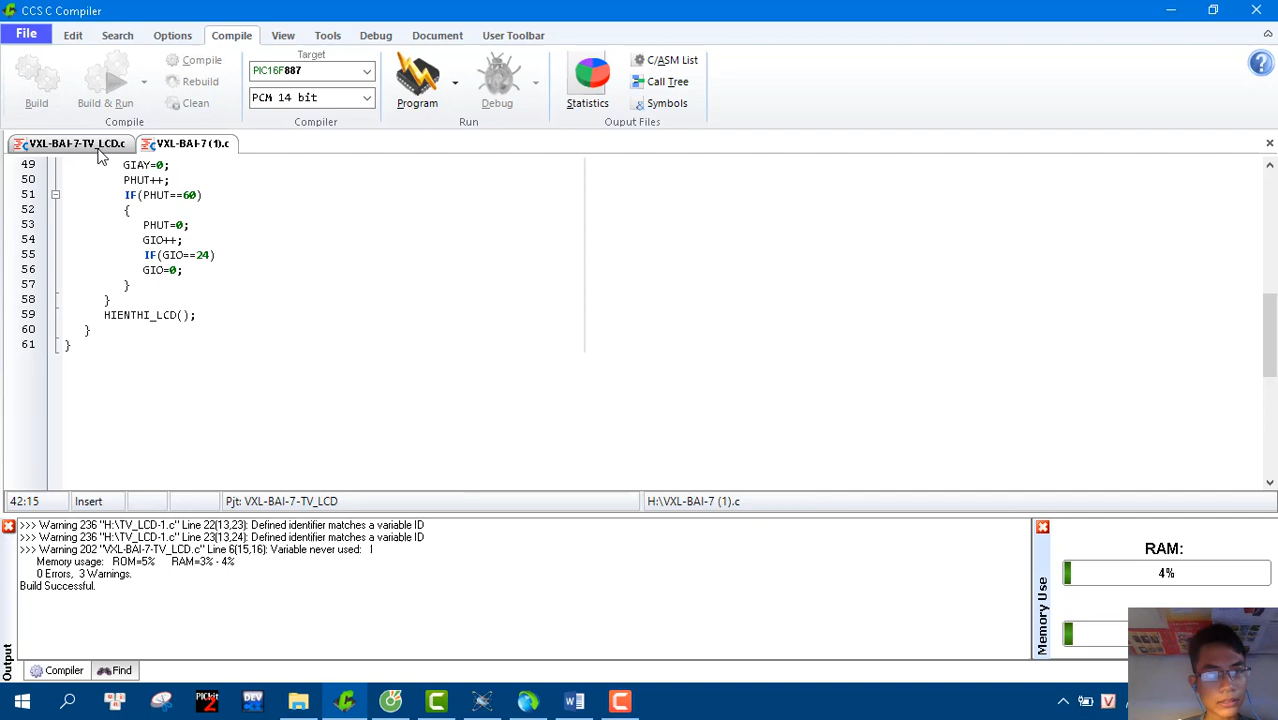 CCS C Compiler
File Edit Search Options Compile View Tools Debug Document User Toolbar
Build
Build & Run
Compile
Rebuild
Clean
Compile
Target
PIC16F887
PCM 14 bit
Compiler
Program
Debug
Run
Statistics
C/ASM List
Call Tree
Symbols
Ouput Files
VXL-BAI-7-TV_LCD.c VXL-BAI-7 (1).c
49 GIAY=0;
50 PHUT++;
51 IF(PHUT==60)
52 {
53 PHUT=0;
54 GIO++;
55 IF(GIO==24)
56 GIO=0;
57 }
58 }
59 HIENTHI_LCD();
60 }
61 }
42:15 Insert Pjt: VXL-BAI-7-TV_LCD H:\VXL-BAI-7 (1).c
>>> Warning 236 "H:\TV_LCD-1.c" Line 22(13,23): Defined identifier matches a variable ID
>>> Warning 236 "H:\TV_LCD-1.c" Line 23(13,24): Defined identifier matches a variable ID
>>> Warning 202 "VXL-BAI-7-TV_LCD.c" Line 6(15,16): Variable never used: I
Memory usage: ROM=5% RAM=3% - 4%
0 Errors, 3 Warnings.
Build Successful.
Output
Compiler Find
Memory Use
RAM:
4%
PICkit 2
DEV
W
V